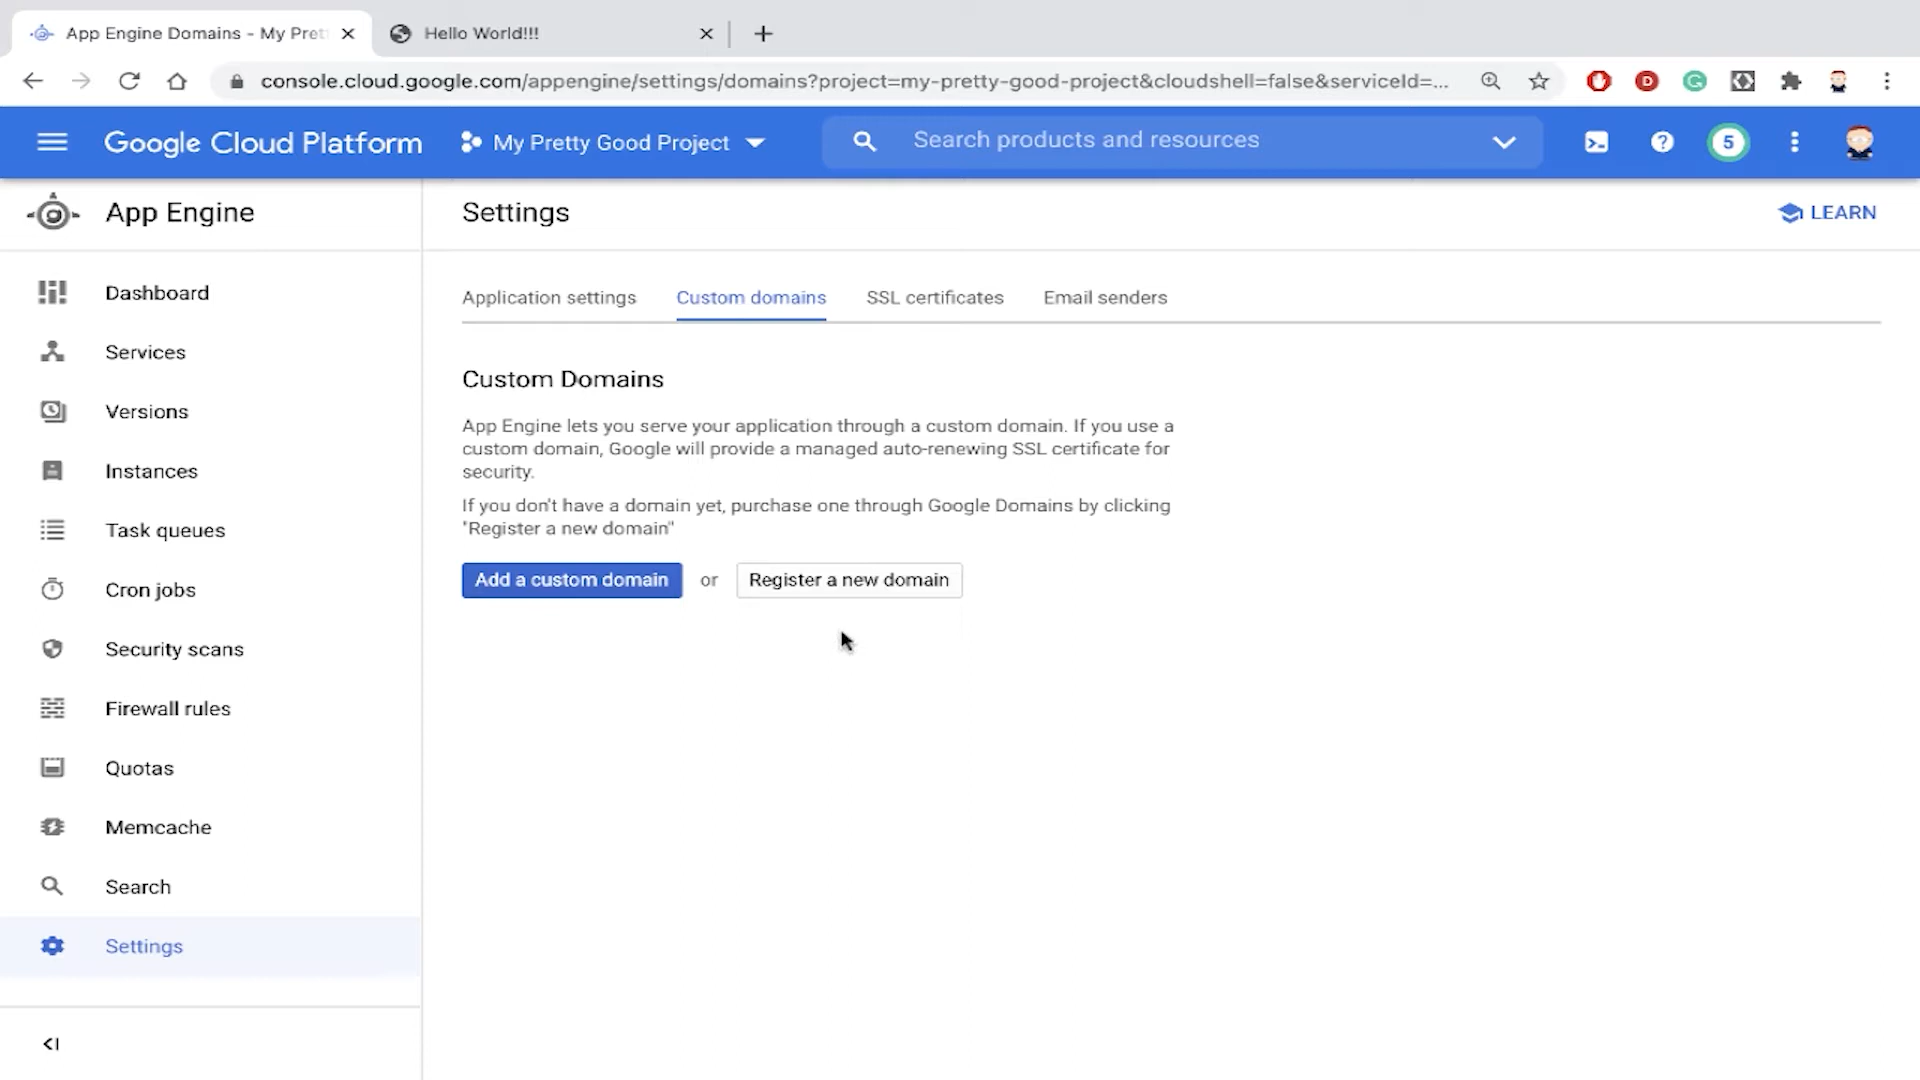 App Engine Domains - My Pret
Hello World!!!
console.cloud.google.com/appengine/settings/domains?project=my-pretty-good-project&cloudshell=false&serviceId=...
Google Cloud Platform
My Pretty Good Project
Search products and resources
5
App Engine
Settings
LEARN
Dashboard
Services
Versions
Instances
Task queues
Cron jobs
Security scans
Firewall rules
Quotas
Memcache
Search
Settings
Application settings
Custom domains
SSL certificates
Email senders
Custom Domains
App Engine lets you serve your application through a custom domain. If you use a
custom domain, Google will provide a managed auto-renewing SSL certificate for
security.
If you don't have a domain yet, purchase one through Google Domains by clicking
"Register a new domain"
Add a custom domain
or
Register a new domain